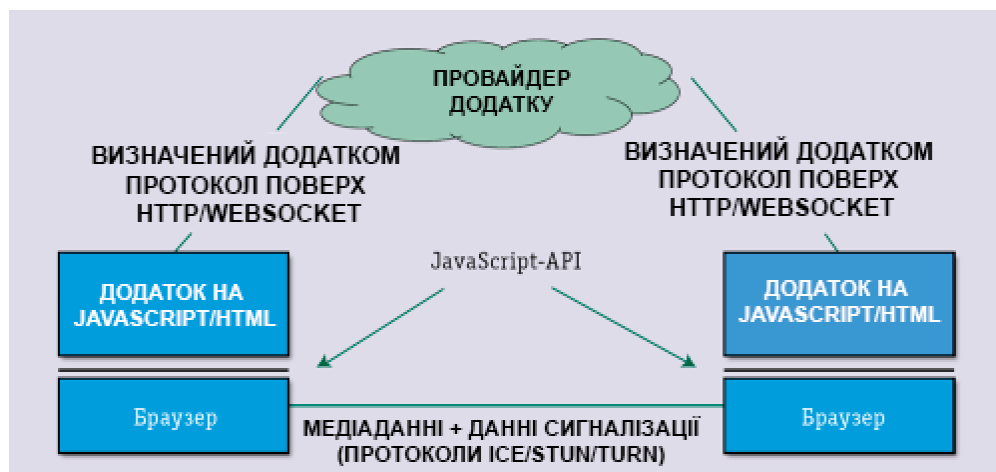 ПРОВАЙДЕР
ДОДАТКУ
ВИЗНАЧЕНИЙ ДОДАТКОМ
ПРОТОКОЛ ПОВЕРХ
HTTP/WEBSOCKET
ВИЗНАЧЕНИЙ ДОДАТКОМ
ПРОТОКОЛ ПОВЕРХ
HTTP/WEBSOCKET
JavaScript-API
ДОДАТОК НА
JAVASCRIPT/HTML
ДОДАТОК НА
JAVASCRIPT/HTML
Браузер
Браузер
МЕДІАДАННІ + ДАННІ СИГНАЛІЗАЦІЇ
(ПРОТОКОЛИ ICE/STUN/TURN)